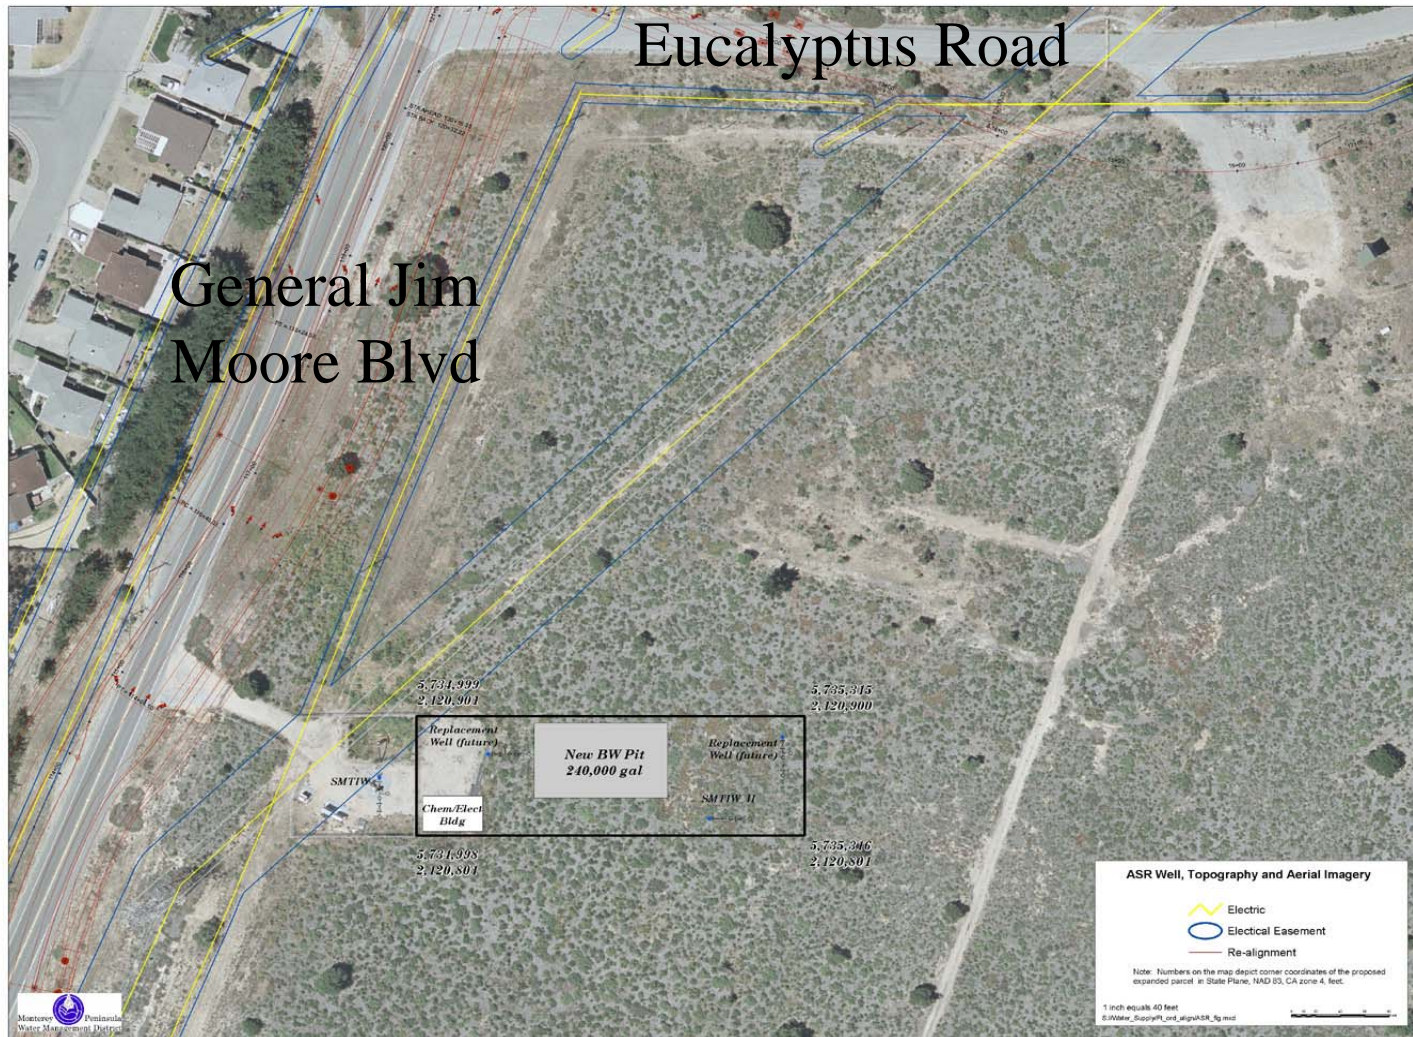 Eucalyptus Road
General Jim
Moore Blvd
5,734,999
2,120,901
5,735,315
2,120,900
Replacement
Well (future)
New BW Pit
240,000 gal
Replacement
Well (future)
SMTIW
SMTIW II
Chem/Elect
Bldg
5,734,998
2,120,801
5,735,316
2,120,801
ASR Well, Topography and Aerial Imagery
Electric
Electical Easement
Re-alignment
Note: Numbers on the map depict corner coordinates of the proposed
expanded parcel in State Plane, NAD 83, CA zone 4, feet.
1 inch equals 40 feet
Monterey Peninsula
Water Management District